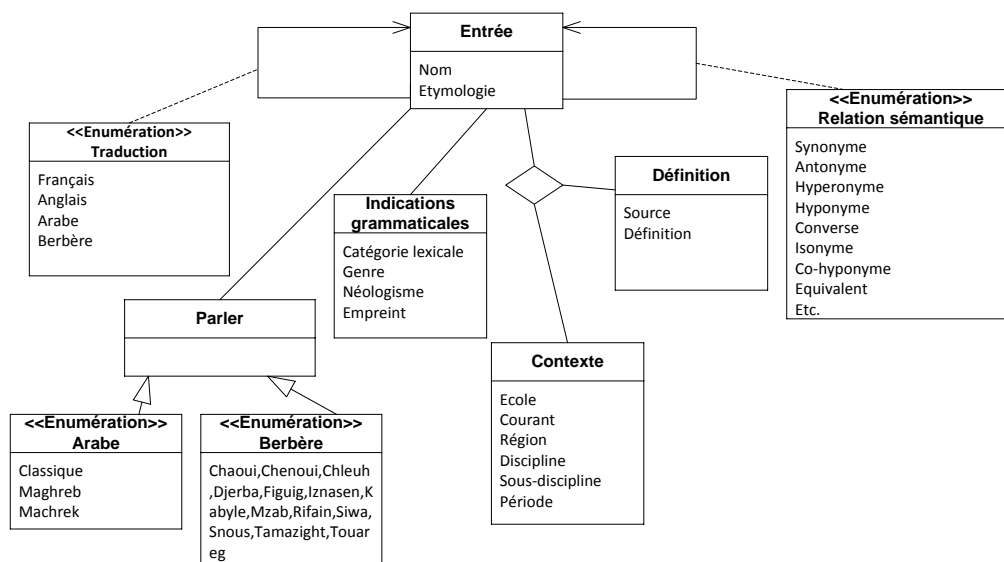 Entrée
Nom
Etymologie
<<Enumération>>
Traduction
Français
Anglais
Arabe
Berbère
<<Enumération>>
Relation sémantique
Synonyme
Antonyme
Hyperonyme
Hyponyme
Converse
Isonyme
Co-hyponyme
Equivalent
Etc.
Indications
grammaticales
Catégorie lexicale
Genre
Néologisme
Empreint
Définition
Source
Définition
Parler
Contexte
Ecole
Courant
Région
Discipline
Sous-discipline
Période
<<Enumération>>
Arabe
Classique
Maghreb
Machrek
<<Enumération>>
Berbère
Chaoui,Chenoui,Chleuh
,Djerba,Figuig,Iznasen,K
abyle,Mzab,Rifain,Siwa,
Snous,Tamazight,Touar
eg